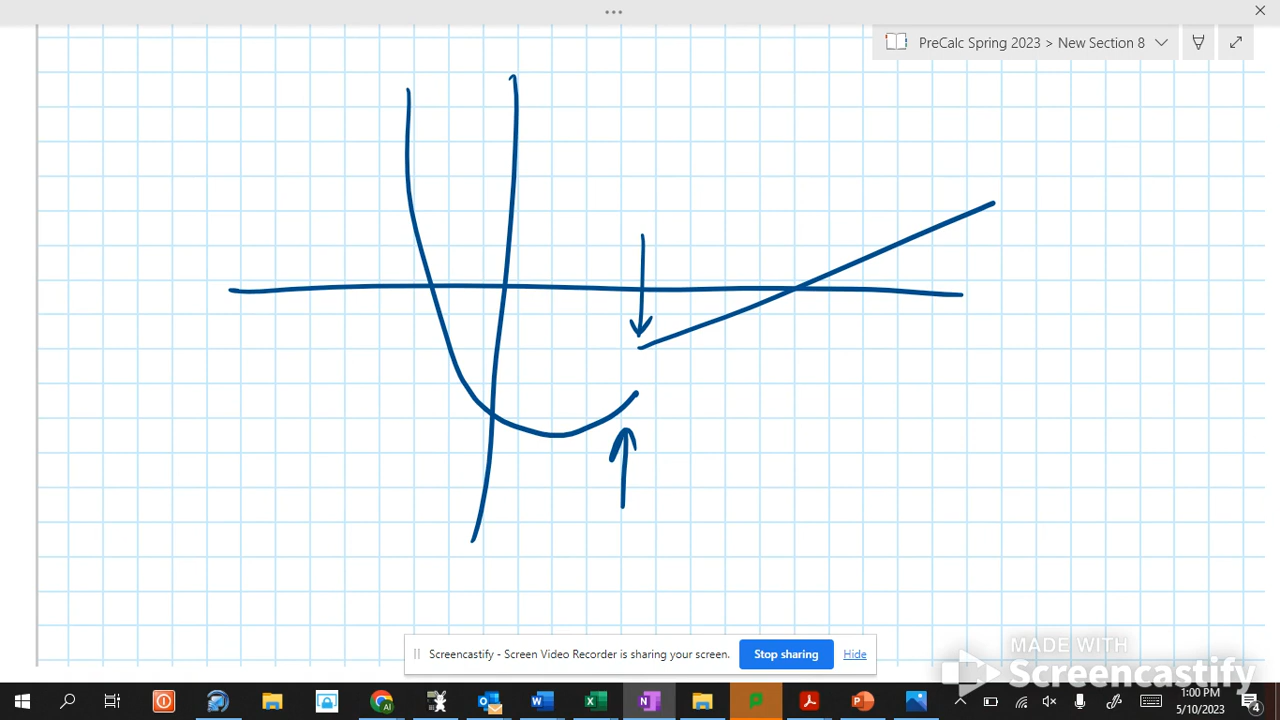 PreCalc Spring 2023 > New Section 8
Screencastify - Screen Video Recorder is sharing your screen.
Stop sharing
Hide
MADE WITH
Screencastify
1:00 PM
5/10/2023
4